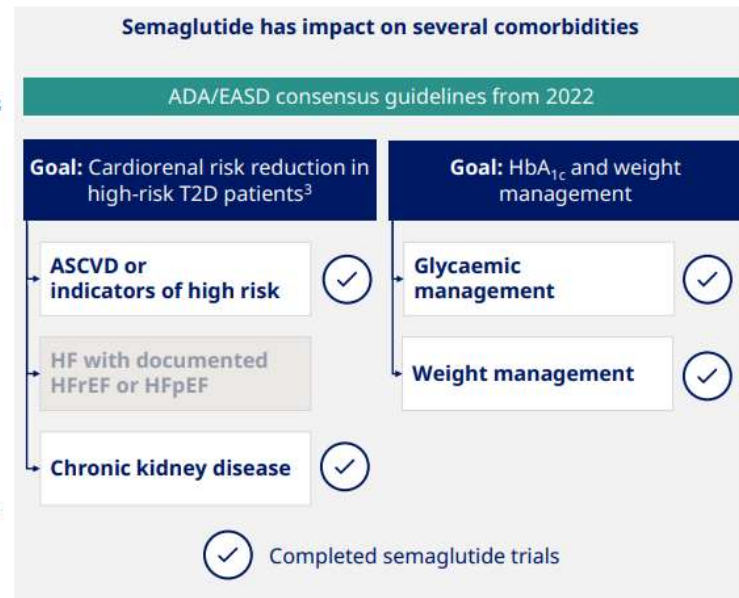 Semaglutide has impact on several comorbidities
ADA/EASD consensus guidelines from 2022
Goal: Cardiorenal risk reduction in
high-risk T2D patients³
ASCVD or
indicators of high risk
HF with documented
HFrEF or HFpEF
Chronic kidney disease
Goal: HbA₁c and weight
management
Glycaemic
management
Weight management
Completed semaglutide trials